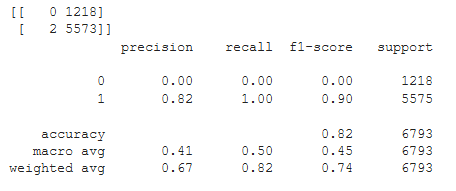 [[   0 1218]
 [   2 5573]]
              precision    recall  f1-score   support

           0       0.00      0.00      0.00      1218
           1       0.82      1.00      0.90      5575

    accuracy                           0.82      6793
   macro avg       0.41      0.50      0.45      6793
weighted avg       0.67      0.82      0.74      6793